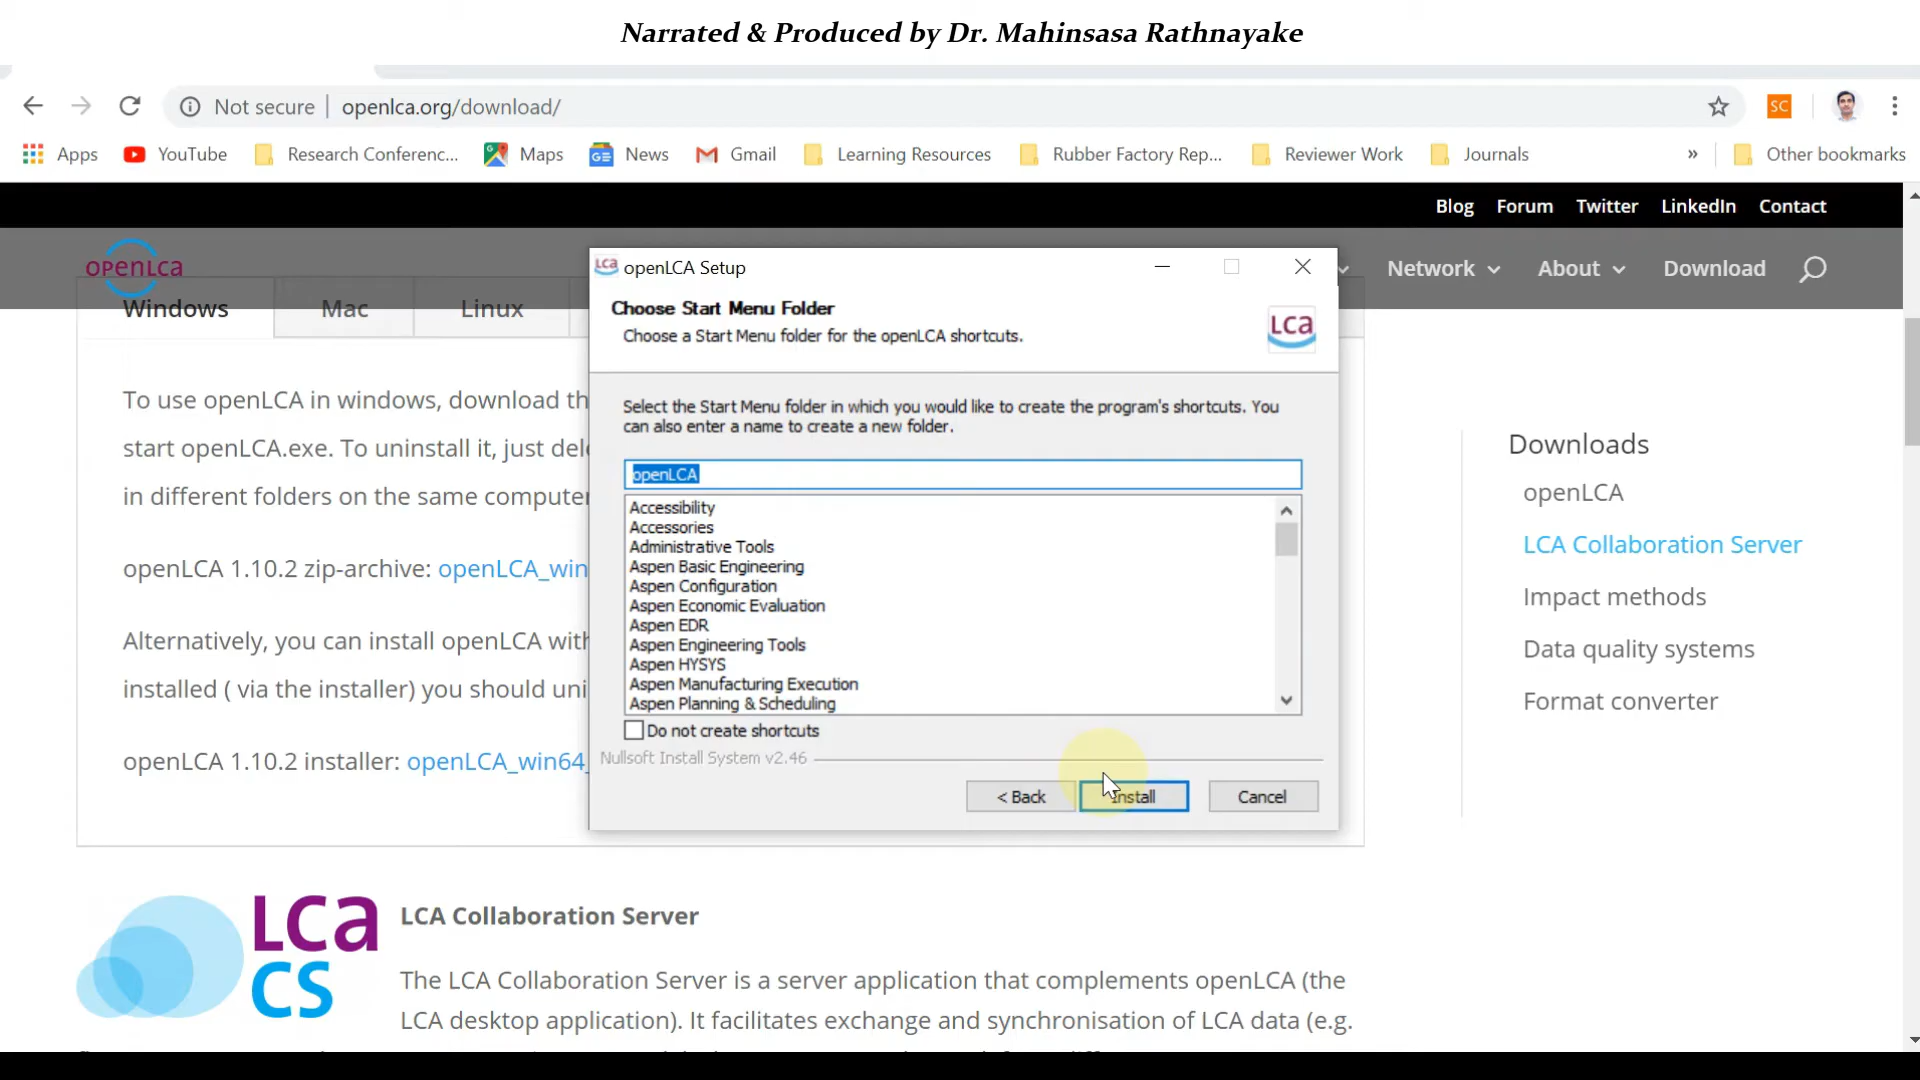 Narrated & Produced by Dr. Mahinsasa Rathnayake
Not secure | openlca.org/download/
SC
Apps YouTube Research Conferenc... Maps News Gmail Learning Resources Rubber Factory Rep... Reviewer Work Journals » Other bookmarks
Blog Forum Twitter LinkedIn Contact
openLca
Network About Download
Windows Mac Linux
To use openLCA in windows, download th
start openLCA.exe. To uninstall it, just del
in different folders on the same computer
openLCA 1.10.2 zip-archive: openLCA_win
Alternatively, you can install openLCA with
installed ( via the installer) you should uni
openLCA 1.10.2 installer: openLCA_win64_
Lca openLCA Setup
Choose Start Menu Folder
Choose a Start Menu folder for the openLCA shortcuts.
Lca
Select the Start Menu folder in which you would like to create the program's shortcuts. You
can also enter a name to create a new folder.
openLCA
Accessibility
Accessories
Administrative Tools
Aspen Basic Engineering
Aspen Configuration
Aspen Economic Evaluation
Aspen EDR
Aspen Engineering Tools
Aspen HYSYS
Aspen Manufacturing Execution
Aspen Planning & Scheduling
Do not create shortcuts
Nullsoft Install System v2.46
< Back Install Cancel
Downloads
openLCA
LCA Collaboration Server
Impact methods
Data quality systems
Format converter
Lca
CS
LCA Collaboration Server
The LCA Collaboration Server is a server application that complements openLCA (the
LCA desktop application). It facilitates exchange and synchronisation of LCA data (e.g.